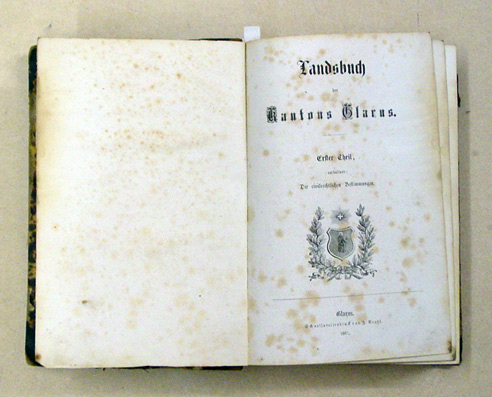 Landsbuch
des
Kantons Glarus.
Erster Theil,
enthaltend:
Die civilrechtlichen Bestimmungen.
Glarus.